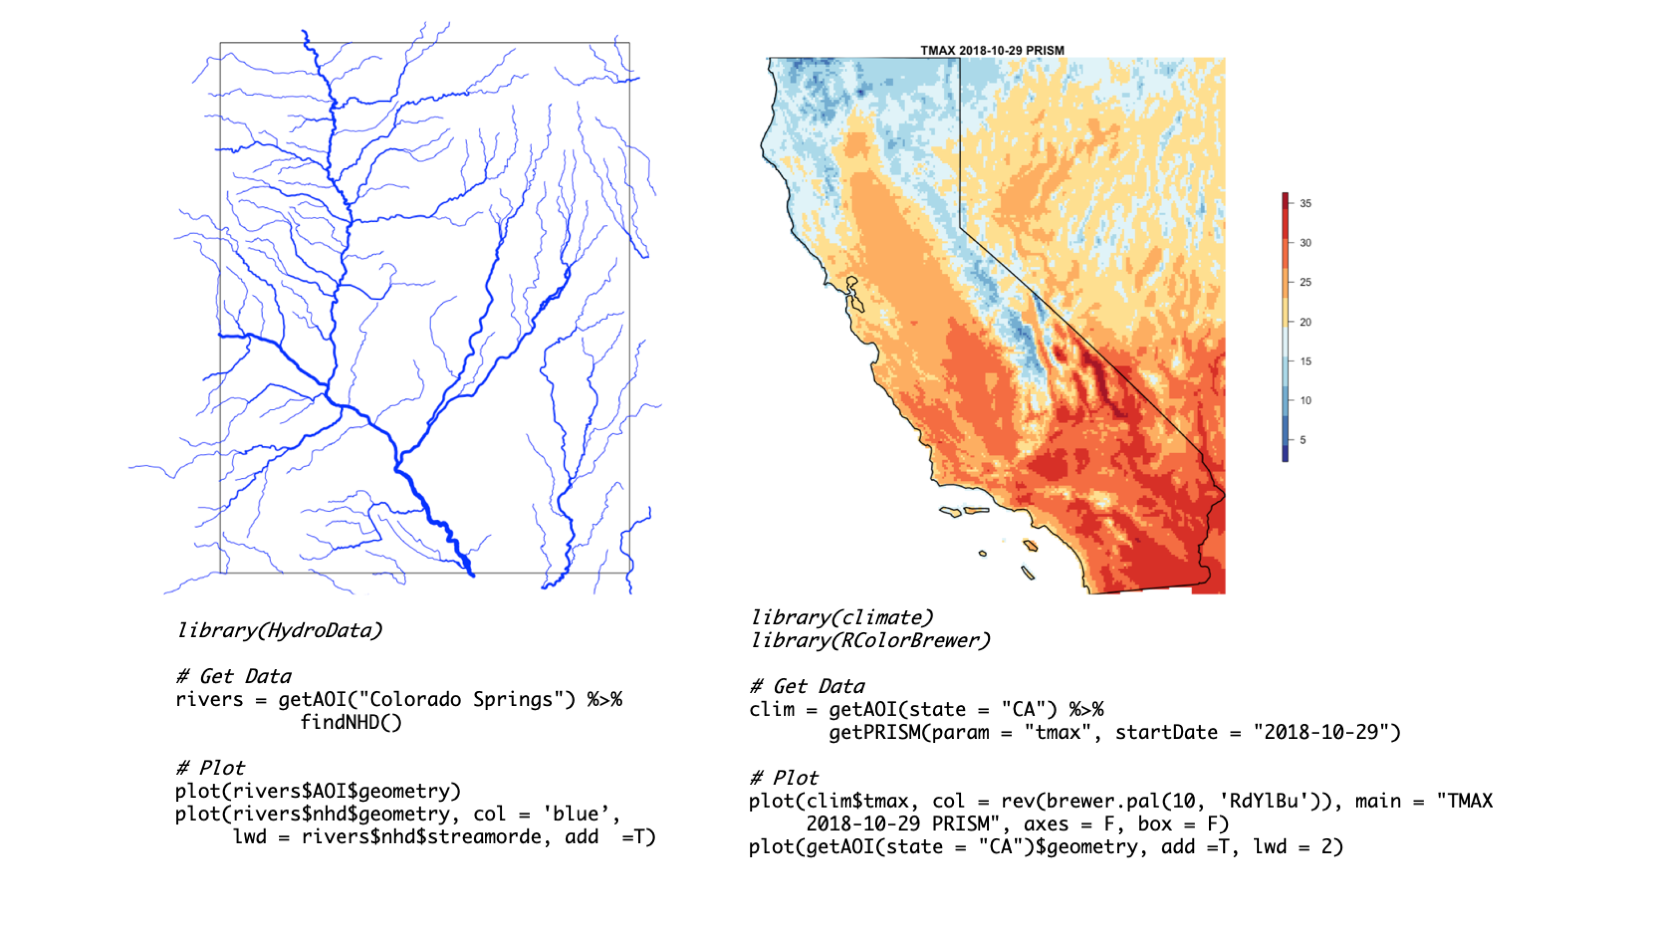 TMAX 2018-10-29 PRISM
35
30
25
20
15
10
5
library(HydroData)
# Get Data
rivers = getAOI("Colorado Springs") %>%
findNHD()
# Plot
plot(rivers$AOI$geometry)
plot(rivers$nhd$geometry, col = 'blue’,
lwd = rivers$nhd$streamorde, add  =T)
library(climate)
library(RColorBrewer)
# Get Data
clim = getAOI(state = "CA") %>%
getPRISM(param = "tmax", startDate = "2018-10-29")
# Plot
plot(clim$tmax, col = rev(brewer.pal(10, 'RdYlBu')), main = "TMAX
2018-10-29 PRISM", axes = F, box = F)
plot(getAOI(state = "CA")$geometry, add =T, lwd = 2)